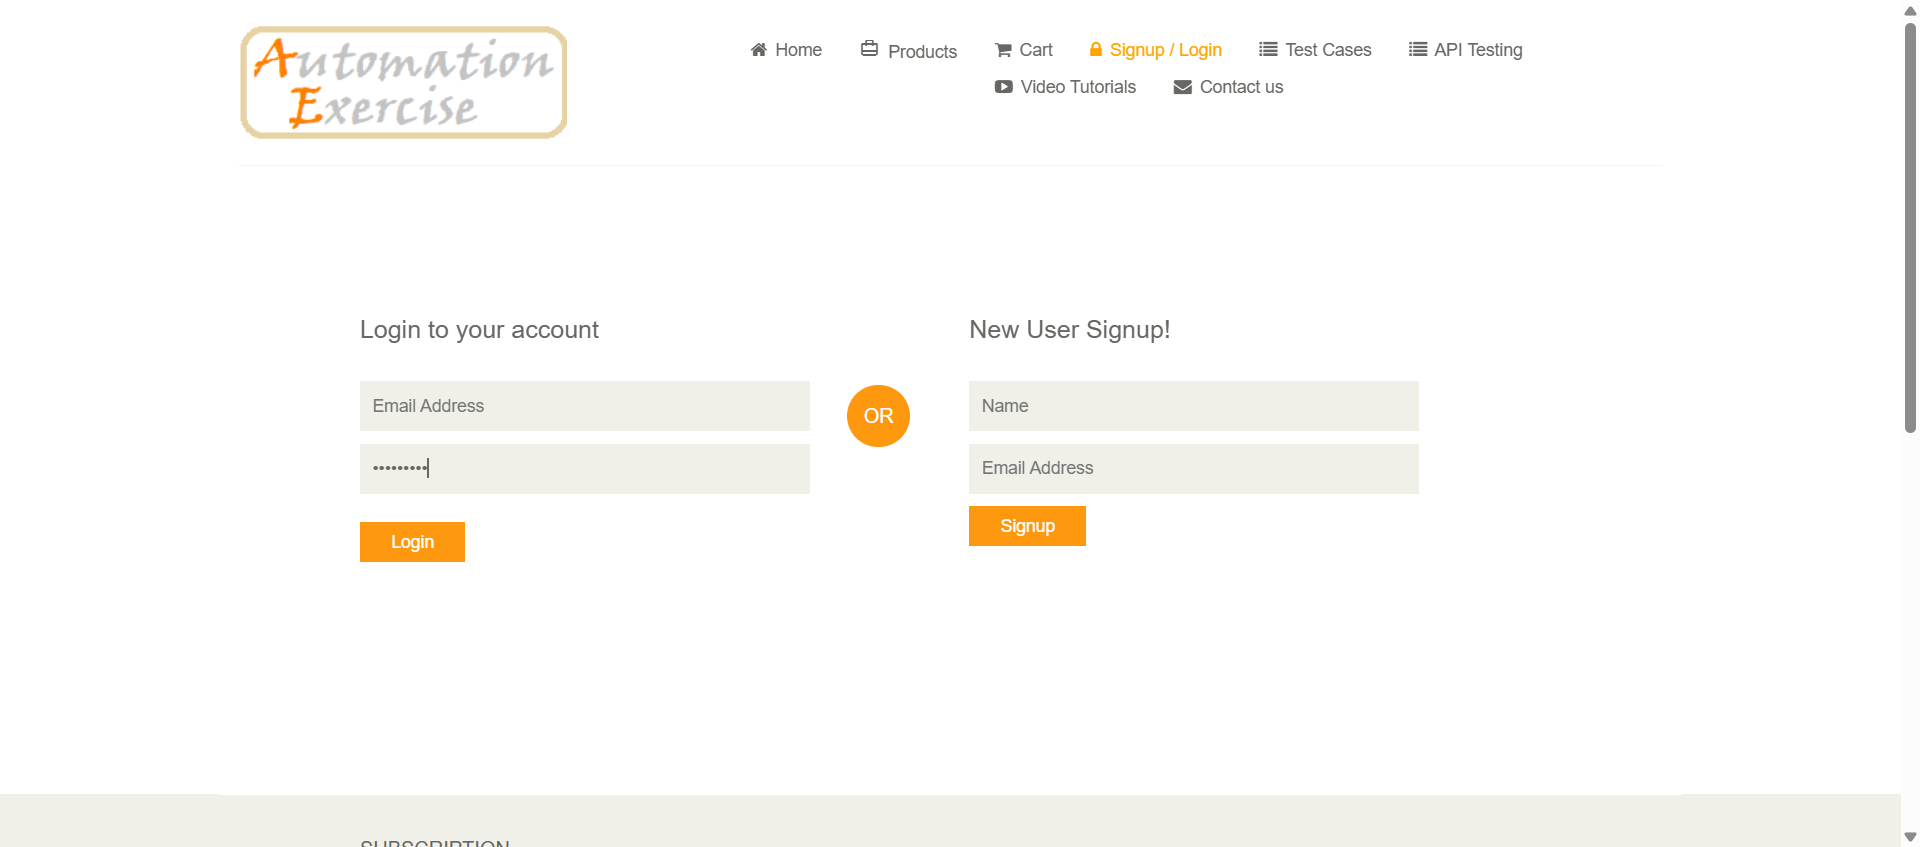 Automation
Exercise
Home
Products
Cart
Signup / Login
Test Cases
API Testing
Video Tutorials
Contact us
Login to your account
Email Address
•••••••••
Login
OR
New User Signup!
Name
Email Address
Signup
SUBSCRIPTION